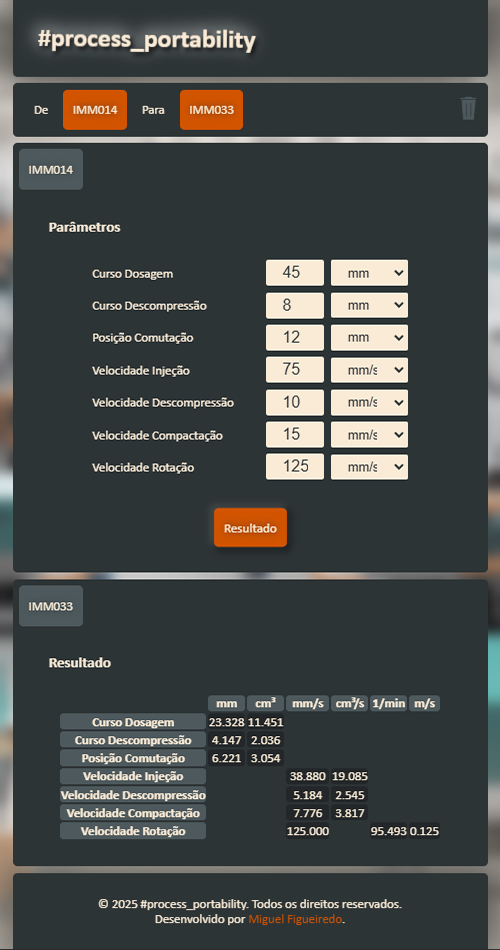 #process_portability
De IMM014 Para IMM033
IMM014
Parâmetros
Curso Dosagem 45 mm
Curso Descompressão 8 mm
Posição Comutação 12 mm
Velocidade Injeção 75 mm/s
Velocidade Descompressão 10 mm/s
Velocidade Compactação 15 mm/s
Velocidade Rotação 125 mm/s
Resultado
IMM033
Resultado
mm cm³ mm/s cm³/s 1/min m/s
Curso Dosagem 23.328 11.451
Curso Descompressão 4.147 2.036
Posição Comutação 6.221 3.054
Velocidade Injeção 38.880 19.085
Velocidade Descompressão 5.184 2.545
Velocidade Compactação 7.776 3.817
Velocidade Rotação 125.000 95.493 0.125
© 2025 #process_portability. Todos os direitos reservados.
Desenvolvido por Miguel Figueiredo.